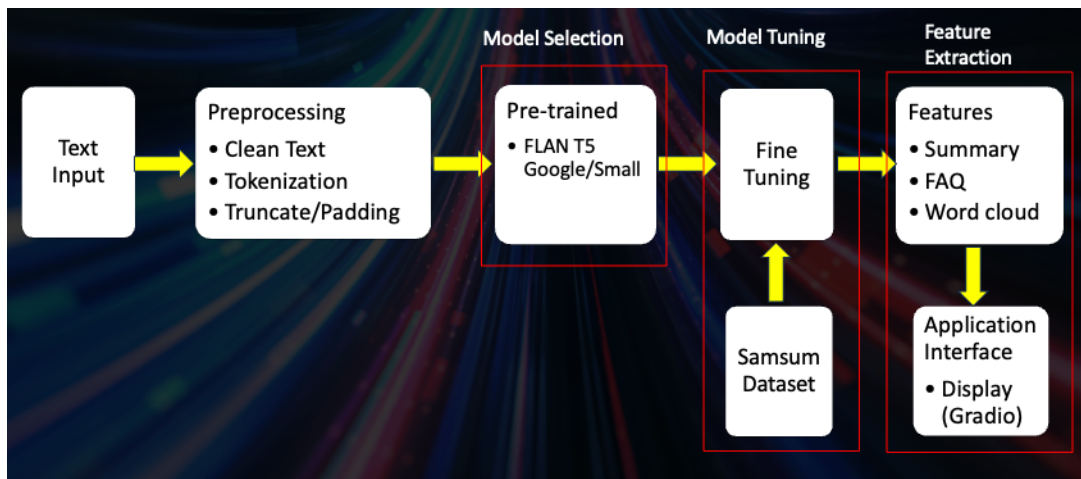 Model Selection
Model Tuning
Feature
Extraction
Text
Input
Preprocessing
• Clean Text
• Tokenization
• Truncate/Padding
Pre-trained
• FLAN T5
Google/Small
Fine
Tuning
Features
• Summary
• FAQ
• Word cloud
Samsum
Dataset
Application
Interface
• Display
(Gradio)